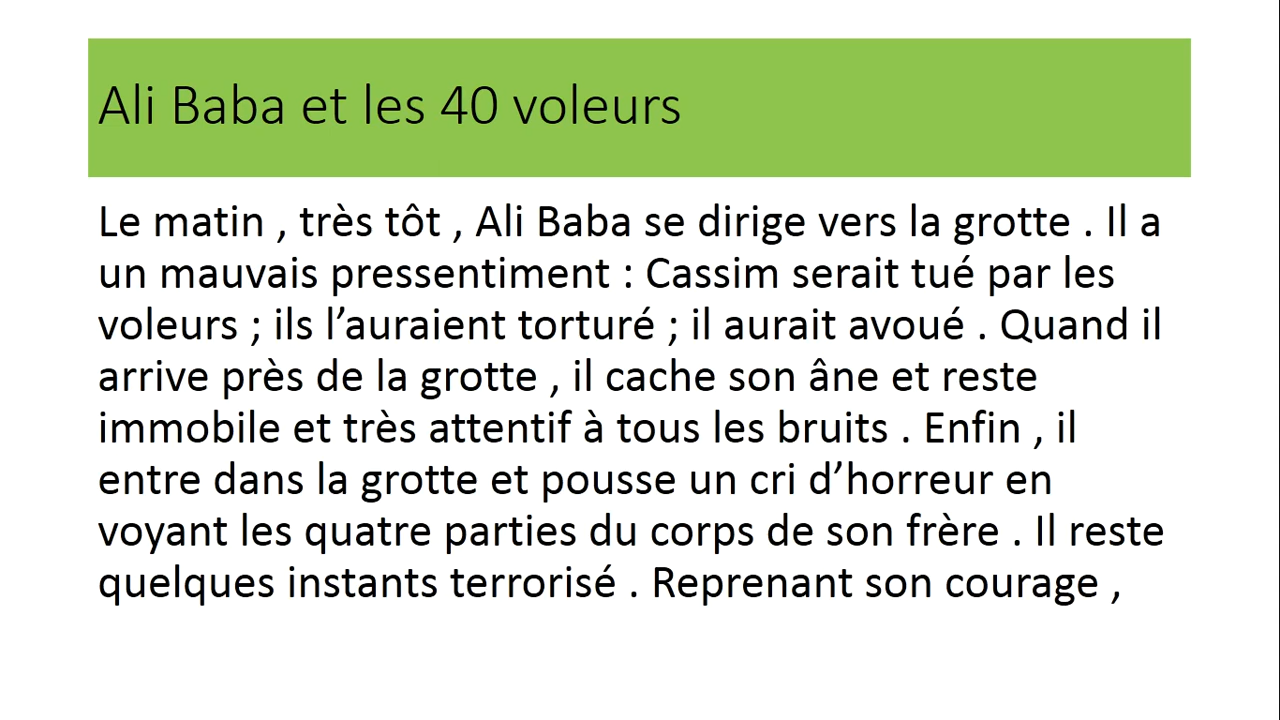 Ali Baba et les 40 voleurs
Le matin , très tôt , Ali Baba se dirige vers la grotte . Il a
un mauvais pressentiment : Cassim serait tué par les
voleurs ; ils l’auraient torturé ; il aurait avoué . Quand il
arrive près de la grotte , il cache son âne et reste
immobile et très attentif à tous les bruits . Enfin , il
entre dans la grotte et pousse un cri d’horreur en
voyant les quatre parties du corps de son frère . Il reste
quelques instants terrorisé . Reprenant son courage ,